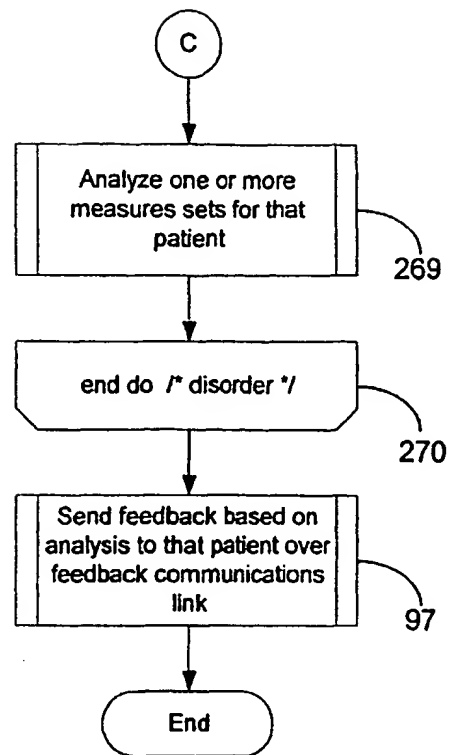 C
Analyze one or more
measures sets for that
patient
269
end do /* disorder */
270
Send feedback based on
analysis to that patient over
feedback communications
link
97
End